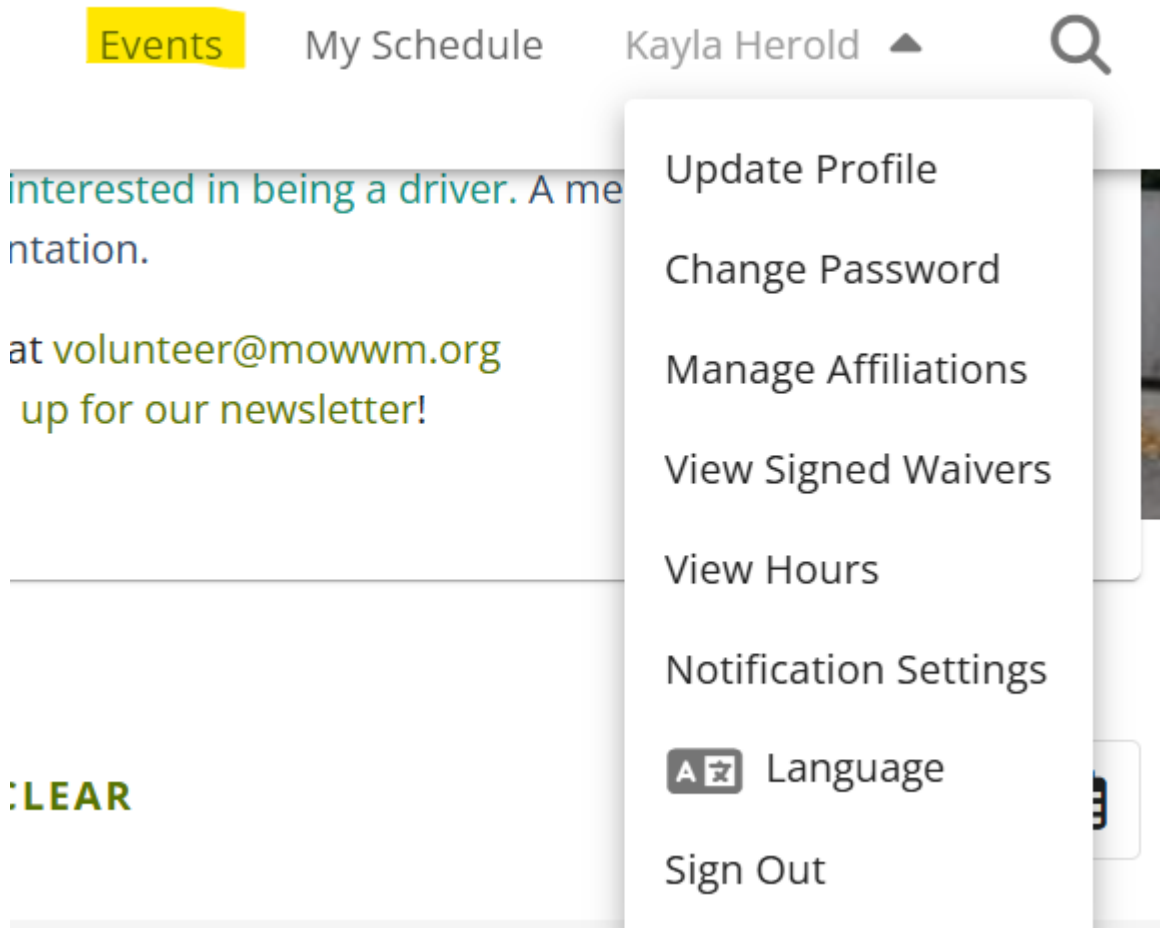 Events My Schedule Kayla Herold
Update Profile
interested in being a driver. A me
ntation.
Change Password
at volunteer@mowwm.org
Manage Affiliations
up for our newsletter!
View Signed Waivers
View Hours
Notification Settings
Language
CLEAR
Sign Out